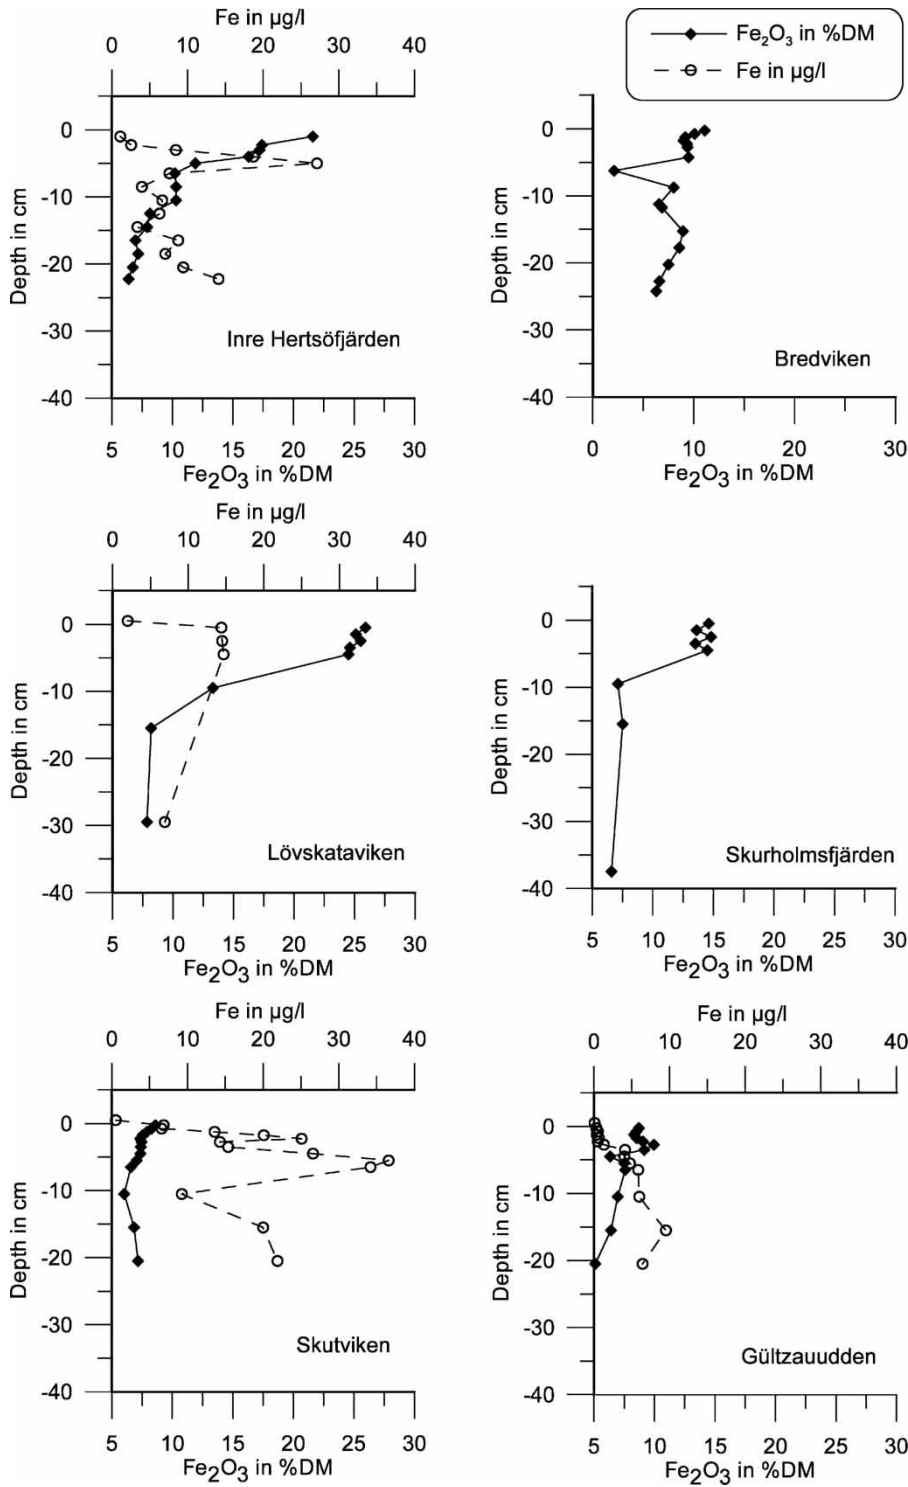 Fe in µg/l
0 10 20 30 40
Fe2O3 in %DM
Fe in µg/l
0
-10
-20
-30
-40
Depth in cm
Inre Hertsöfjärden
5 10 15 20 25 30
Fe2O3 in %DM
0
-10
-20
-30
-40
Depth in cm
Bredviken
0 10 20 30
Fe2O3 in %DM
Fe in µg/l
0 10 20 30 40
0
-10
-20
-30
-40
Depth in cm
Lövskataviken
5 10 15 20 25 30
Fe2O3 in %DM
0
-10
-20
-30
-40
Depth in cm
Skurholmsfjärden
5 10 15 20 25 30
Fe2O3 in %DM
Fe in µg/l
0 10 20 30 40
0
-10
-20
-30
-40
Depth in cm
Skutviken
5 10 15 20 25 30
Fe2O3 in %DM
Fe in µg/l
0 10 20 30 40
0
-10
-20
-30
-40
Depth in cm
Gültzauudden
5 10 15 20 25 30
Fe2O3 in %DM